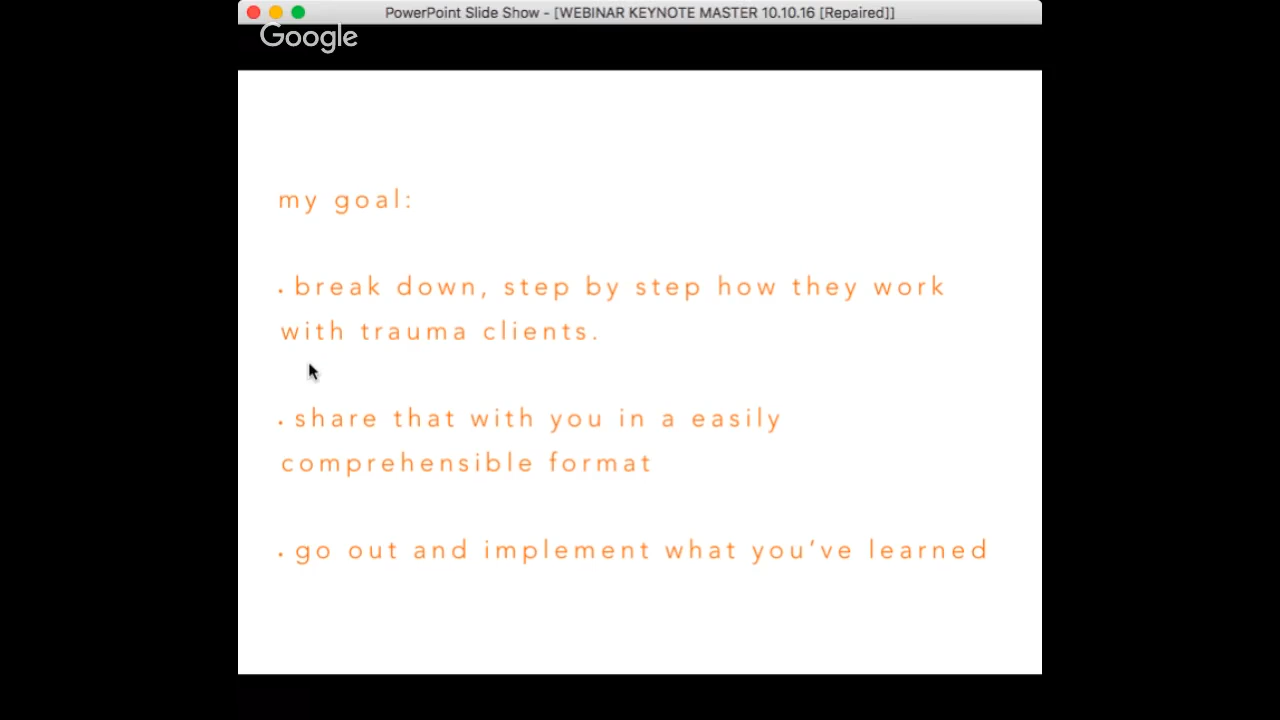 PowerPoint Slide Show - [WEBINAR KEYNOTE MASTER 10.10.16 [Repaired]]
Google
my goal:
• break down, step by step how they work
with trauma clients.
• share that with you in a easily
comprehensible format
• go out and implement what you’ve learned